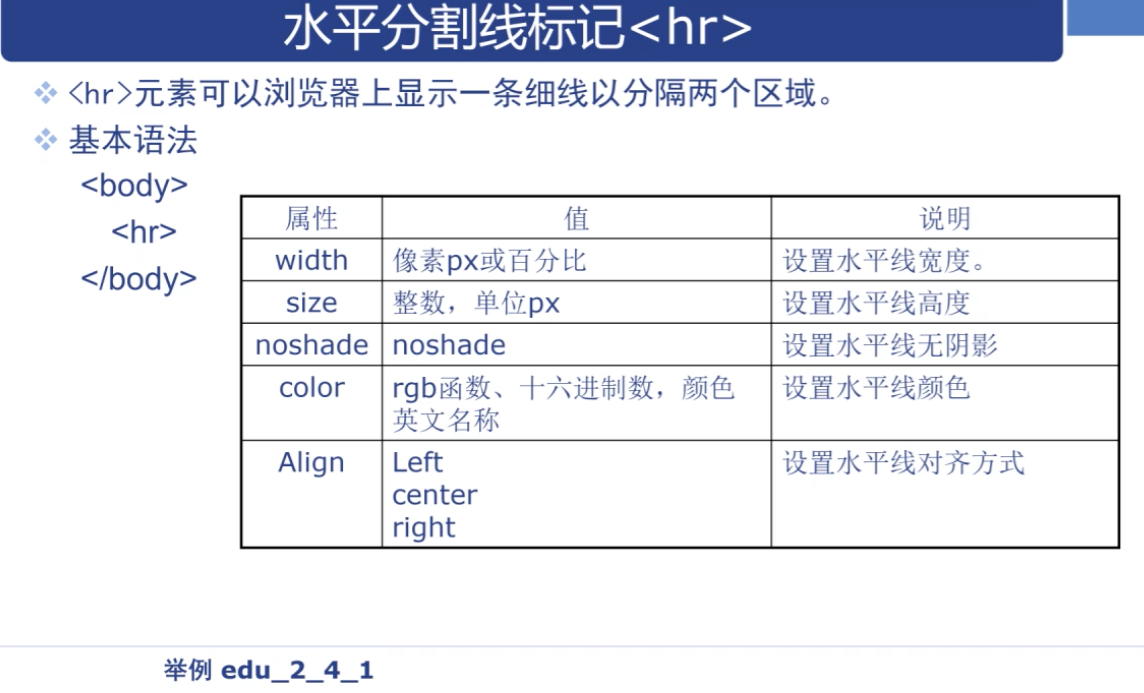 水平分割线标记<hr>
<hr>元素可以浏览器上显示一条细线以分隔两个区域。
基本语法
<body>
<hr>
</body>
属性 值 说明
width 像素px或百分比 设置水平线宽度。
size 整数，单位px 设置水平线高度
noshade noshade 设置水平线无阴影
color rgb函数、十六进制数，颜色 设置水平线颜色
英文名称
Align Left 设置水平线对齐方式
center
right
举例 edu_2_4_1